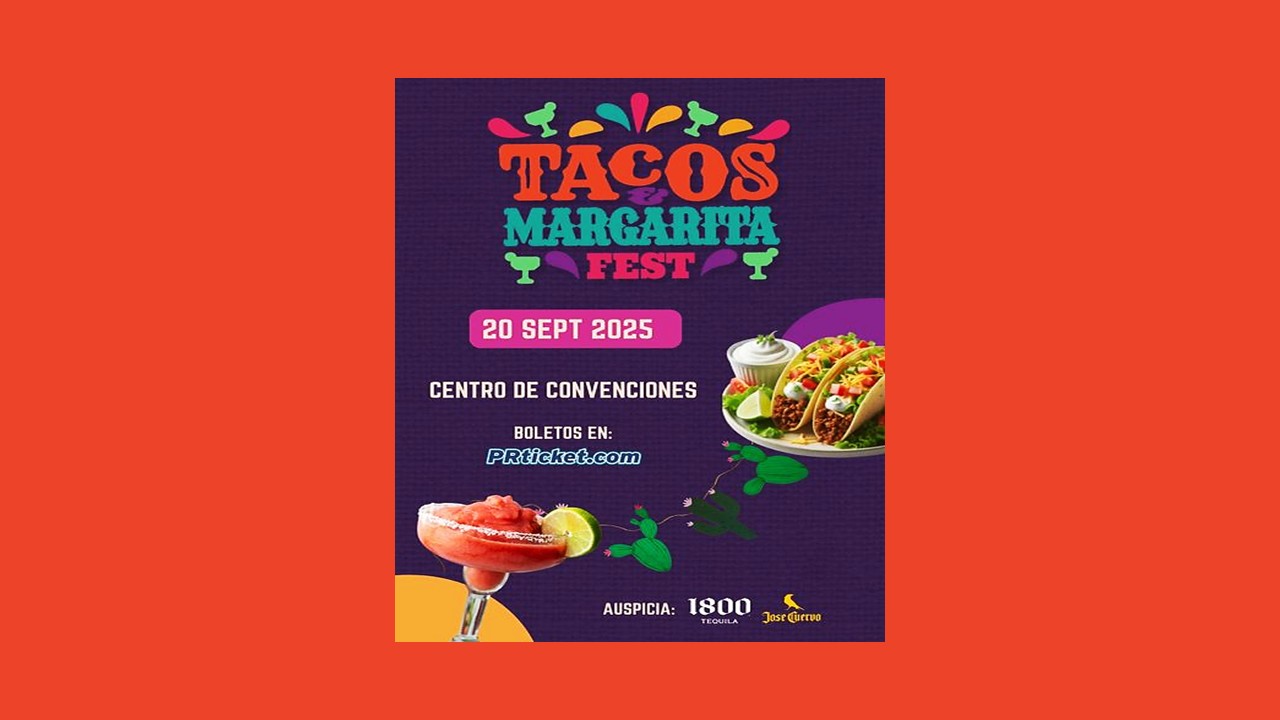 TACOS
&
MARGARITA
FEST
20 SEPT 2025
CENTRO DE CONVENCIONES
BOLETOS EN:
PRticket.com
AUSPICIA: 1800 TEQUILA Jose Cuervo